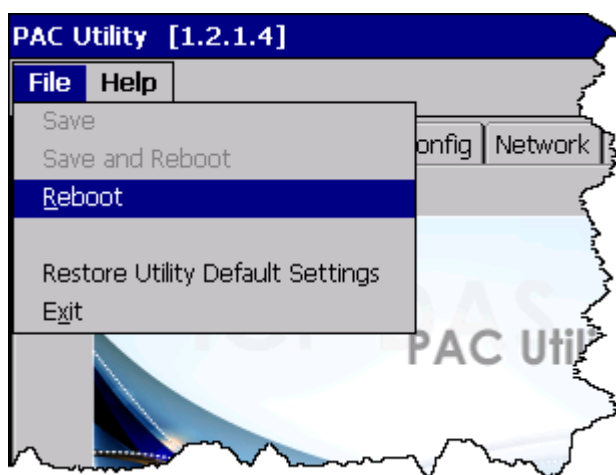 PAC Utility [1.2.1.4]
File Help
Save
Save and Reboot
onfig Network
Reboot
Restore Utility Default Settings
Exit
PAC Utili